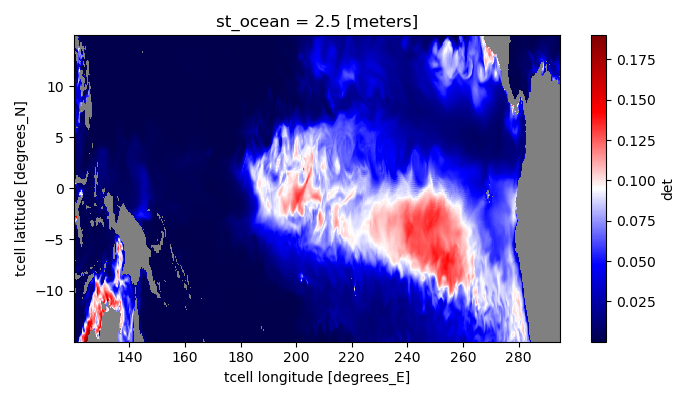 st_ocean = 2.5 [meters]
10
5
0
−5
−10
tcell latitude [degrees_N]
140 160 180 200 220 240 260 280
tcell longitude [degrees_E]
0.175
0.150
0.125
0.100
0.075
0.050
0.025
det